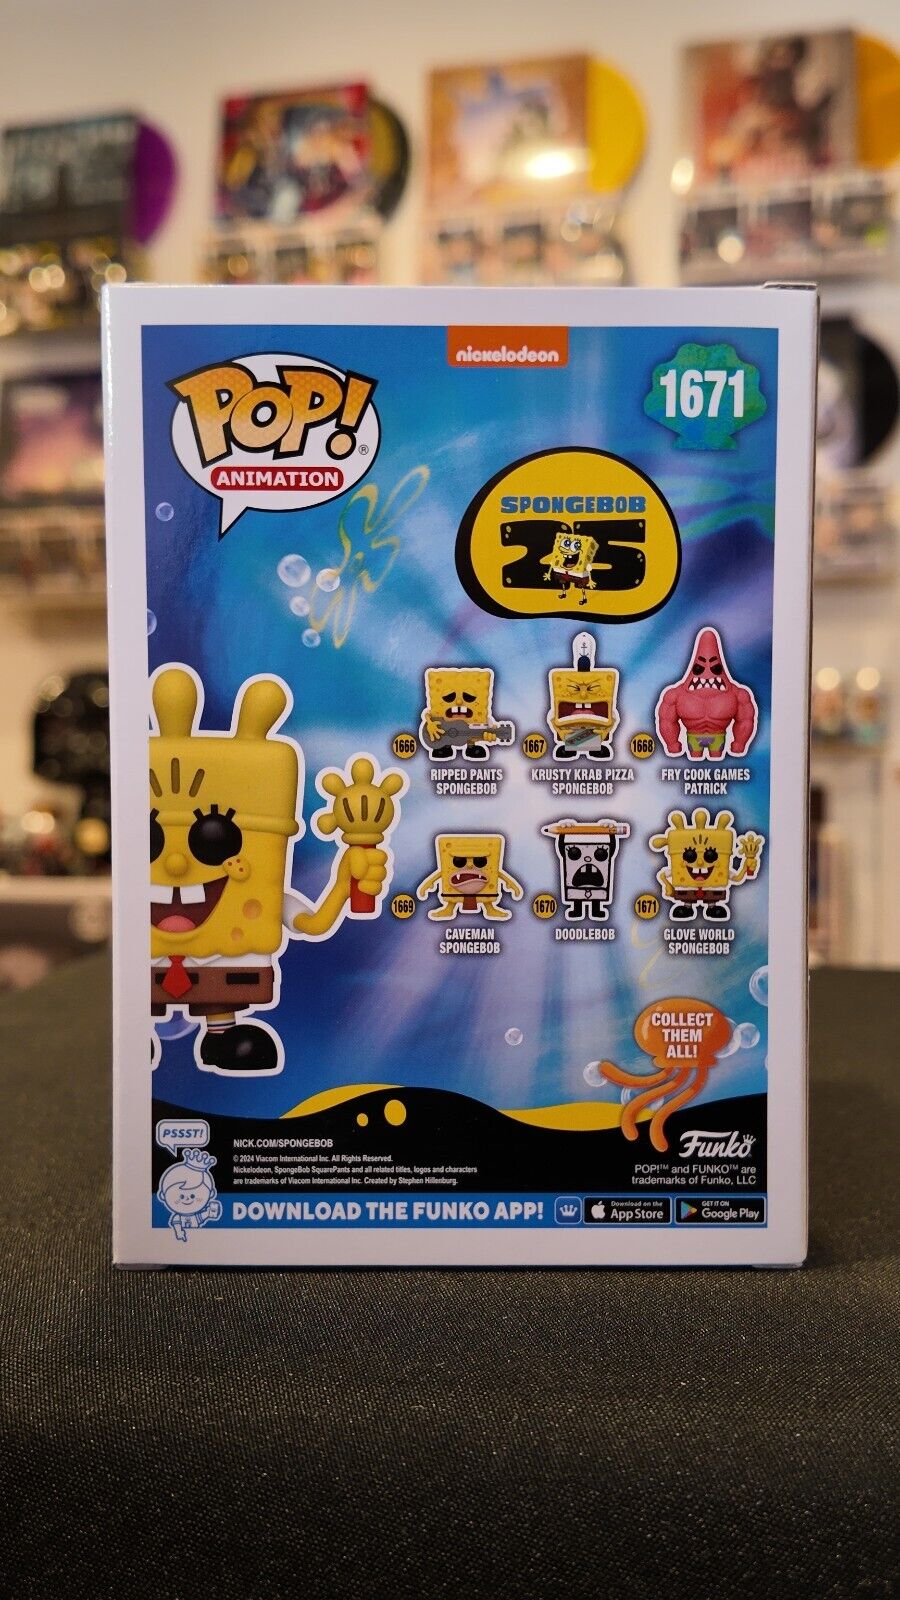 nickelodeon
1671
POP!®
ANIMATION
SPONGEBOB
25
1666
RIPPED PANTS
SPONGEBOB
1667
KRUSTY KRAB PIZZA
SPONGEBOB
1668
FRY COOK GAMES
PATRICK
1669
CAVEMAN
SPONGEBOB
1670
DOODLEBOB
1671
GLOVE WORLD
SPONGEBOB
COLLECT
THEM
ALL!
PSSST!
NICK.COM/SPONGEBOB
© 2024 Viacom International Inc. All Rights Reserved.
Nickelodeon, SpongeBob SquarePants and all related titles, logos and characters
are trademarks of Viacom International Inc. Created by Stephen Hillenburg.
Funko
POP!™ and FUNKO™ are
trademarks of Funko, LLC
DOWNLOAD THE FUNKO APP!
Download on the
App Store
GET IT ON
Google Play